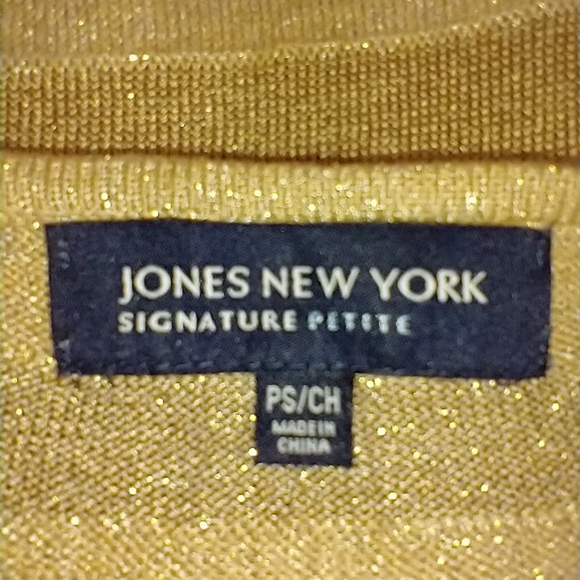 JONES NEW YORK
SIGNATURE PETITE
PS/CH
MADE IN
CHINA